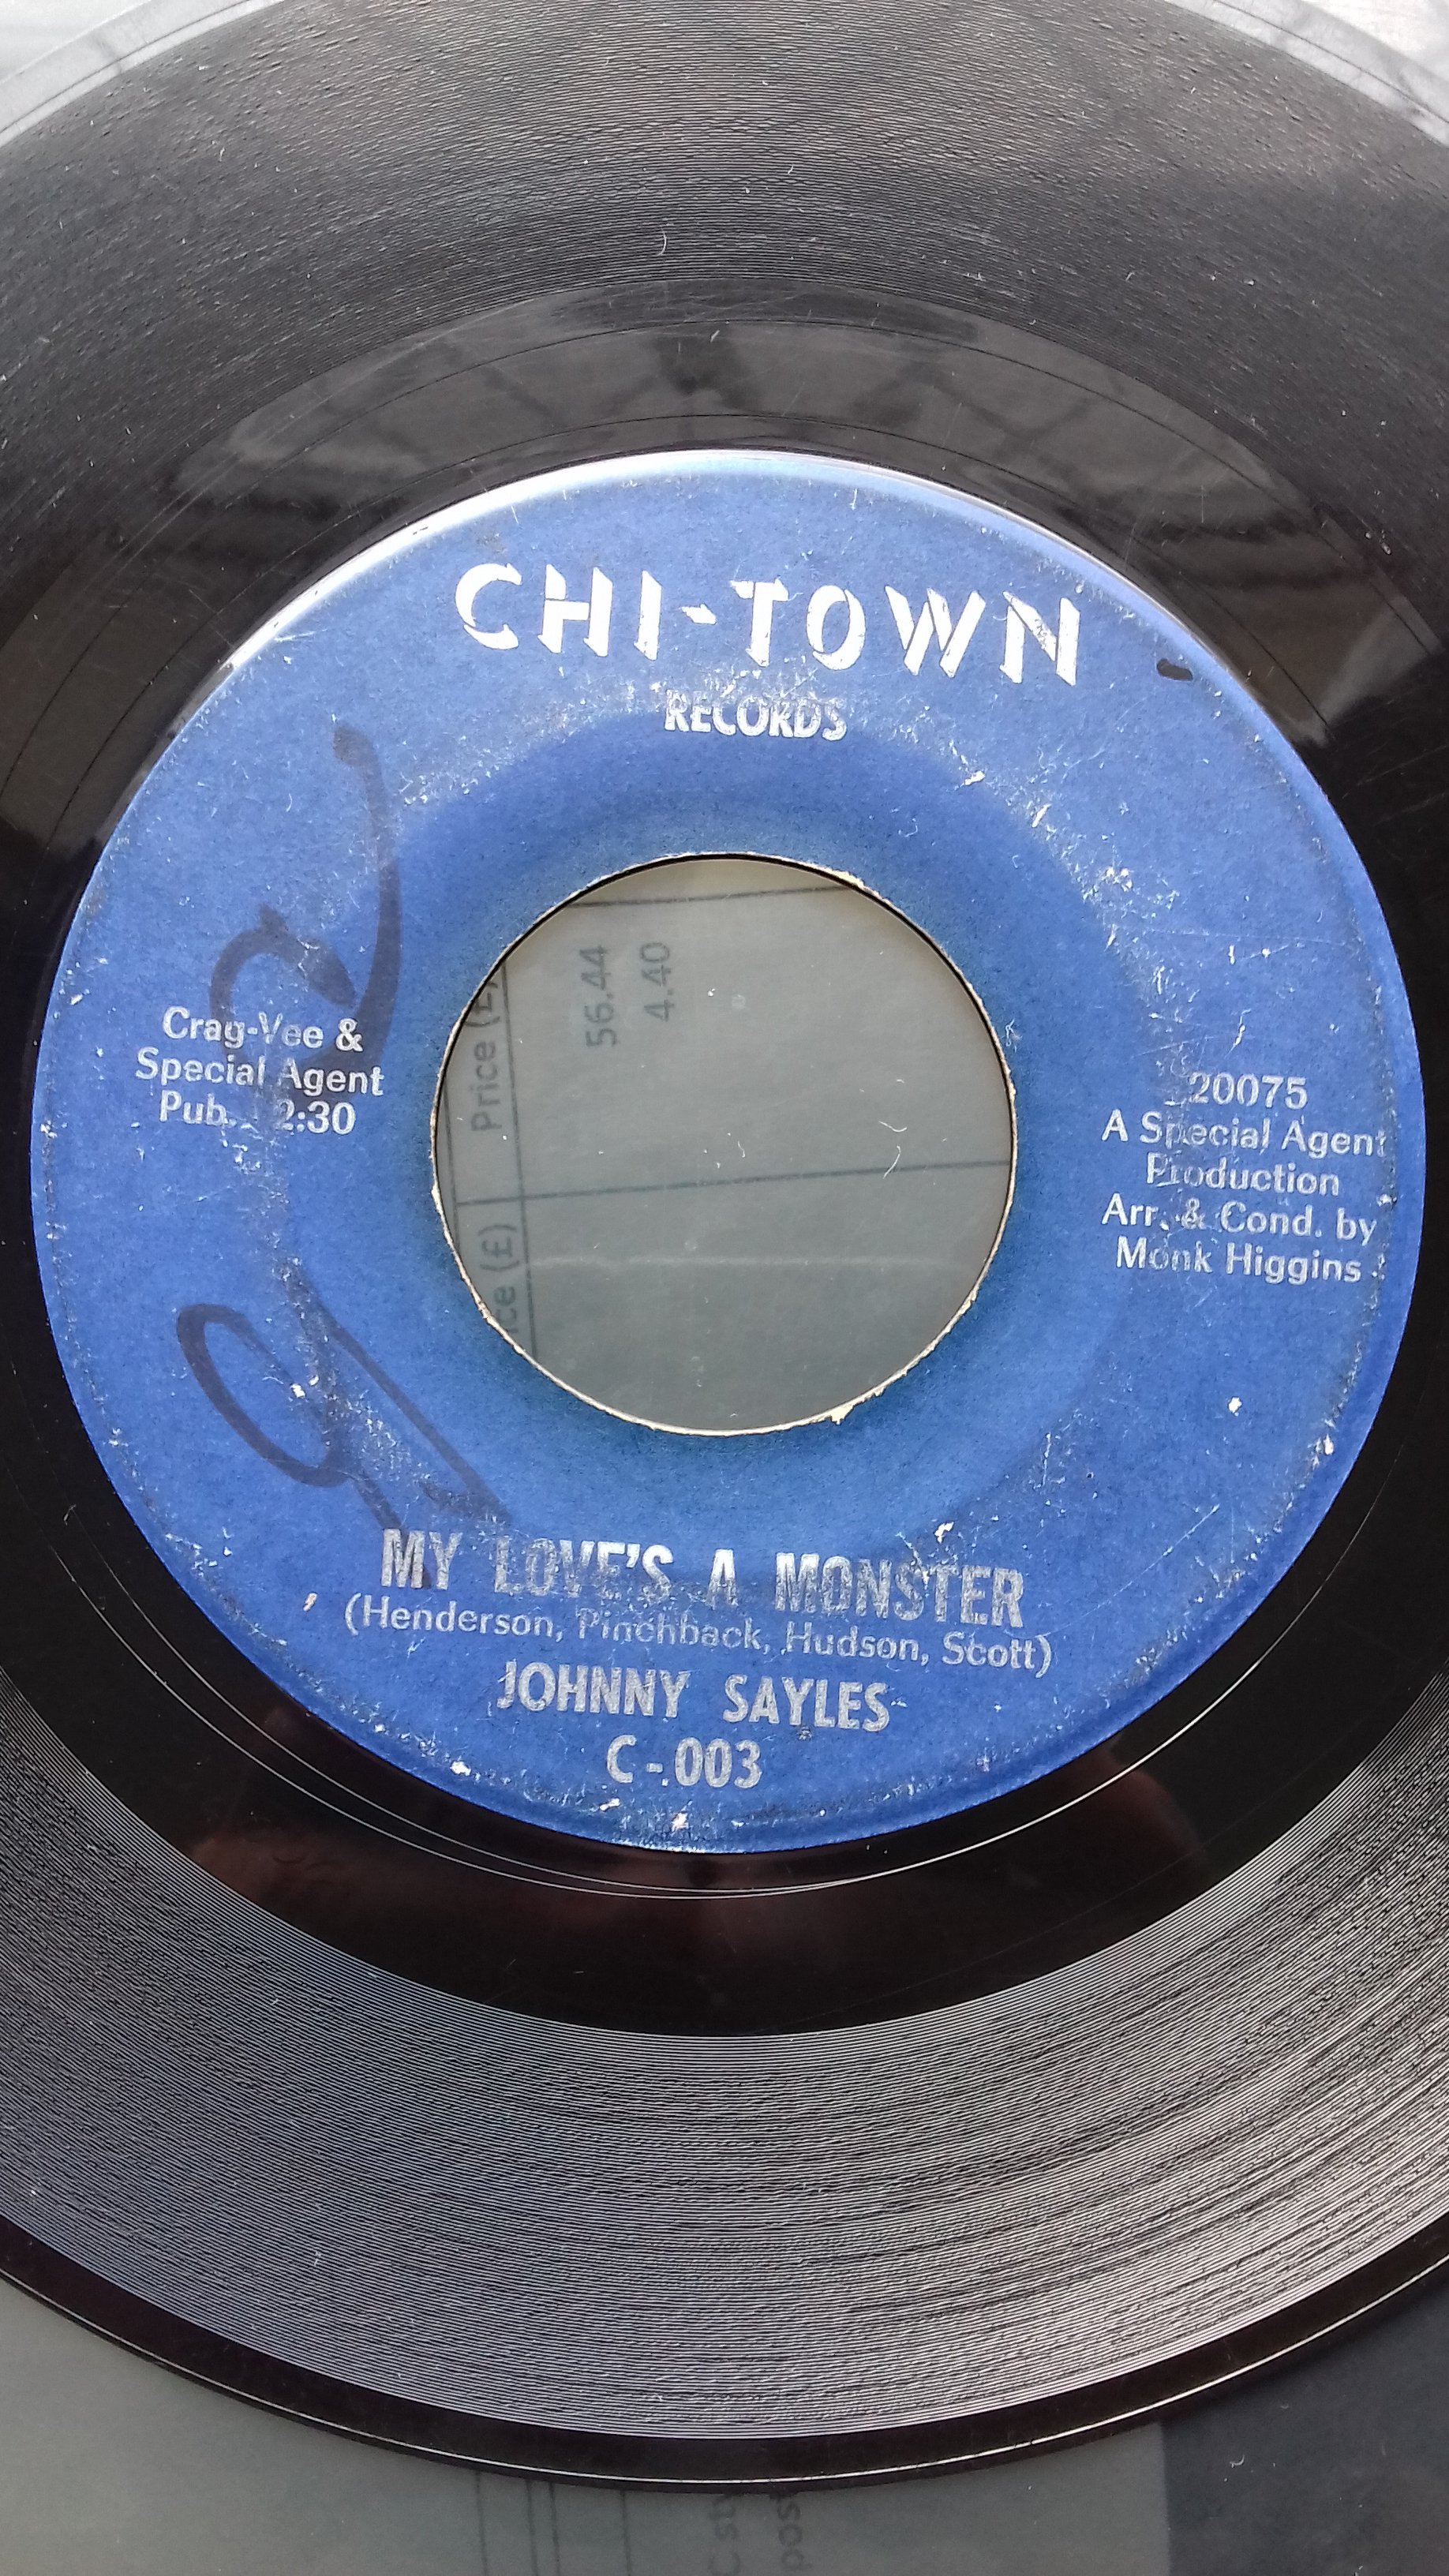 CHI-TOWN
RECORDS
Crag-Vee &
Special Agent
Pub. 2:30
20075
A Special Agent
Production
Arr. & Cond. by
Monk Higgins
MY LOVE'S A MONSTER
(Henderson, Pinchback, Hudson, Scott)
JOHNNY SAYLES
C-003
Price (£)
56.44
4.40
(£)